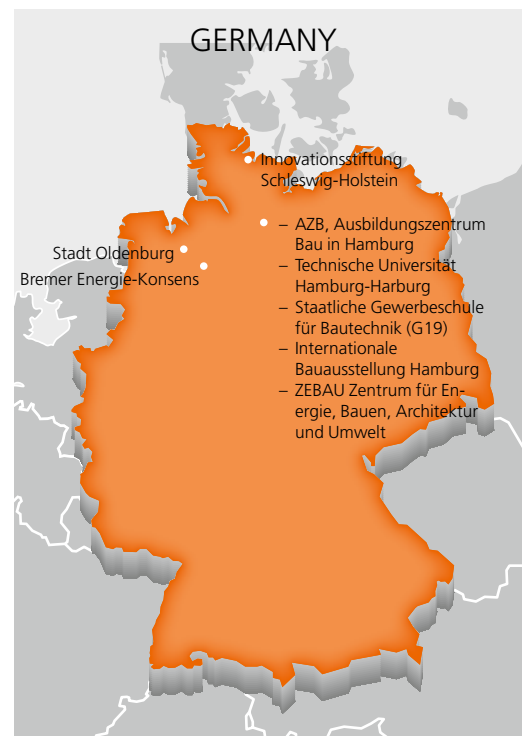 GERMANY
Innovationsstiftung
Schleswig-Holstein
– AZB, Ausbildungszentrum
Bau in Hamburg
– Technische Universität
Hamburg-Harburg
– Staatliche Gewerbeschule
für Bautechnik (G19)
– Internationale
Bauausstellung Hamburg
– ZEBAU Zentrum für En-
ergie, Bauen, Architektur
und Umwelt
Stadt Oldenburg
Bremer Energie-Konsens